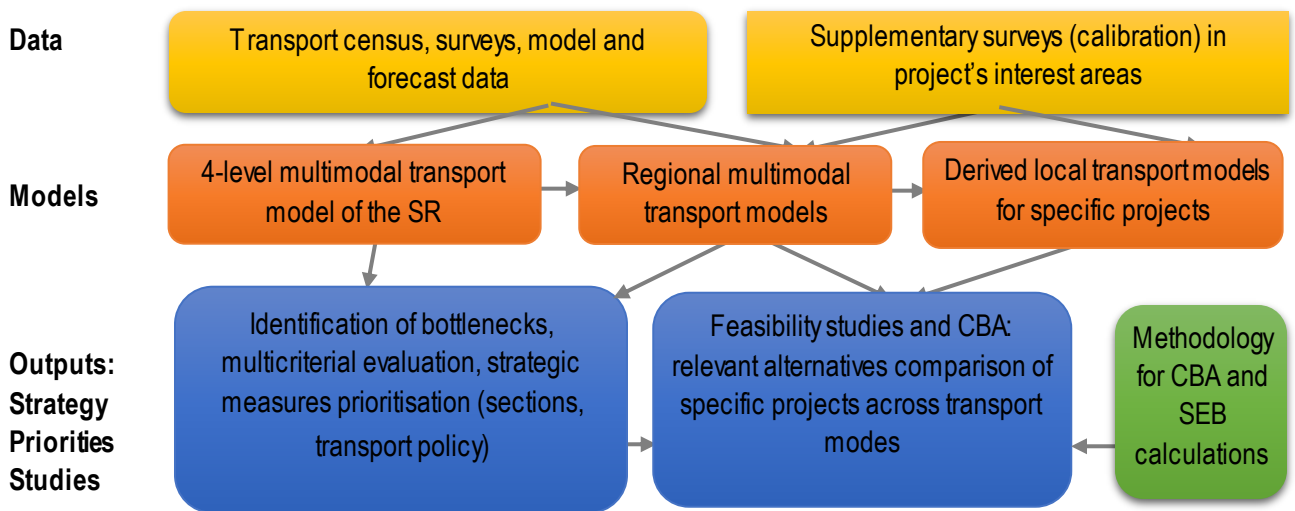 Data
Transport census, surveys, model and
forecast data
Supplementary surveys (calibration) in
project's interest areas
Models
4-level multimodal transport
model of the SR
Regional multimodal
transport models
Derived local transport models
for specific projects
Outputs:
Strategy
Priorities
Studies
Identification of bottlenecks,
multicriterial evaluation, strategic
measures prioritisation (sections,
transport policy)
Feasibility studies and CBA:
relevant alternatives comparison of
specific projects across transport
modes
Methodology
for CBA and
SEB
calculations